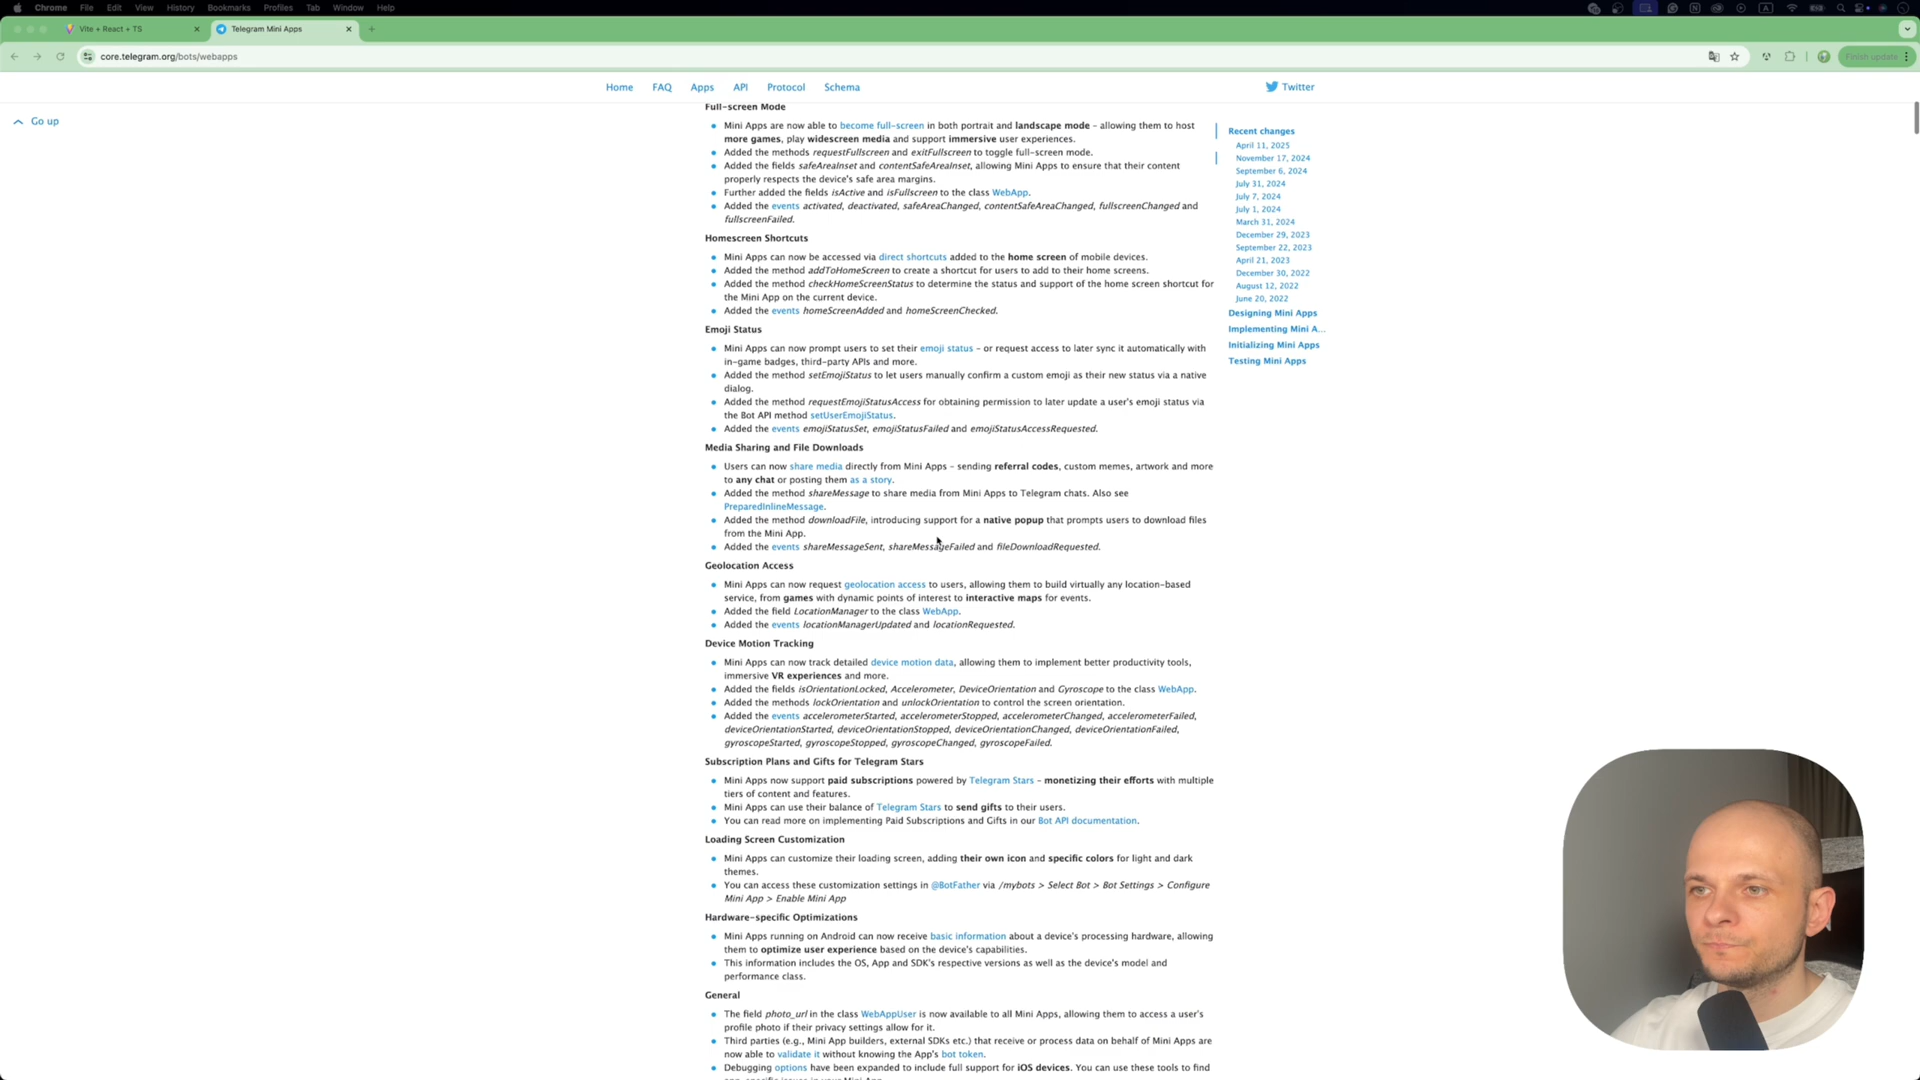 Chrome File Edit View History Bookmarks Profiles Tab Window Help
Vite + React + TS
Telegram Mini Apps
core.telegram.org/bots/webapps
Finish update
Home FAQ Apps API Protocol Schema
Twitter
Go up
Full-screen Mode
Mini Apps are now able to become full-screen in both portrait and landscape mode – allowing them to host
more games, play widescreen media and support immersive user experiences.
Added the methods requestFullscreen and exitFullscreen to toggle full-screen mode.
Added the fields safeAreaInset and contentSafeAreaInset, allowing Mini Apps to ensure that their content
properly respects the device's safe area margins.
Further added the fields isActive and isFullscreen to the class WebApp.
Added the events activated, deactivated, safeAreaChanged, contentSafeAreaChanged, fullscreenChanged and
fullscreenFailed.
Homescreen Shortcuts
Mini Apps can now be accessed via direct shortcuts added to the home screen of mobile devices.
Added the method addToHomeScreen to create a shortcut for users to add to their home screens.
Added the method checkHomeScreenStatus to determine the status and support of the home screen shortcut for
the Mini App on the current device.
Added the events homeScreenAdded and homeScreenChecked.
Emoji Status
Mini Apps can now prompt users to set their emoji status – or request access to later sync it automatically with
in-game badges, third-party APIs and more.
Added the method setEmojiStatus to let users manually confirm a custom emoji as their new status via a native
dialog.
Added the method requestEmojiStatusAccess for obtaining permission to later update a user's emoji status via
the Bot API method setUserEmojiStatus.
Added the events emojiStatusSet, emojiStatusFailed and emojiStatusAccessRequested.
Media Sharing and File Downloads
Users can now share media directly from Mini Apps – sending referral codes, custom memes, artwork and more
to any chat or posting them as a story.
Added the method shareMessage to share media from Mini Apps to Telegram chats. Also see
PreparedInlineMessage.
Added the method downloadFile, introducing support for a native popup that prompts users to download files
from the Mini App.
Added the events shareMessageSent, shareMessageFailed and fileDownloadRequested.
Geolocation Access
Mini Apps can now request geolocation access to users, allowing them to build virtually any location-based
service, from games with dynamic points of interest to interactive maps for events.
Added the field LocationManager to the class WebApp.
Added the events locationManagerUpdated and locationRequested.
Device Motion Tracking
Mini Apps can now track detailed device motion data, allowing them to implement better productivity tools,
immersive VR experiences and more.
Added the fields isOrientationLocked, Accelerometer, DeviceOrientation and Gyroscope to the class WebApp.
Added the methods lockOrientation and unlockOrientation to control the screen orientation.
Added the events accelerometerStarted, accelerometerStopped, accelerometerChanged, accelerometerFailed,
deviceOrientationStarted, deviceOrientationStopped, deviceOrientationChanged, deviceOrientationFailed,
gyroscopeStarted, gyroscopeStopped, gyroscopeChanged, gyroscopeFailed.
Subscription Plans and Gifts for Telegram Stars
Mini Apps now support paid subscriptions powered by Telegram Stars – monetizing their efforts with multiple
tiers of content and features.
Mini Apps can use their balance of Telegram Stars to send gifts to their users.
You can read more on implementing Paid Subscriptions and Gifts in our Bot API documentation.
Loading Screen Customization
Mini Apps can customize their loading screen, adding their own icon and specific colors for light and dark
themes.
You can access these customization settings in @BotFather via /mybots > Select Bot > Bot Settings > Configure
Mini App > Enable Mini App
Hardware-specific Optimizations
Mini Apps running on Android can now receive basic information about a device's processing hardware, allowing
them to optimize user experience based on the device's capabilities.
This information includes the OS, App and SDK's respective versions as well as the device's model and
performance class.
General
The field photo_url in the class WebAppUser is now available to all Mini Apps, allowing them to access a user's
profile photo if their privacy settings allow for it.
Third parties (e.g., Mini App builders, external SDKs etc.) that receive or process data on behalf of Mini Apps are
now able to validate it without knowing the App's bot token.
Debugging options have been expanded to include full support for iOS devices. You can use these tools to find
Recent changes
April 11, 2025
November 17, 2024
September 6, 2024
July 31, 2024
July 7, 2024
July 1, 2024
March 31, 2024
December 29, 2023
September 22, 2023
April 21, 2023
December 30, 2022
August 12, 2022
June 20, 2022
Designing Mini Apps
Implementing Mini A...
Initializing Mini Apps
Testing Mini Apps